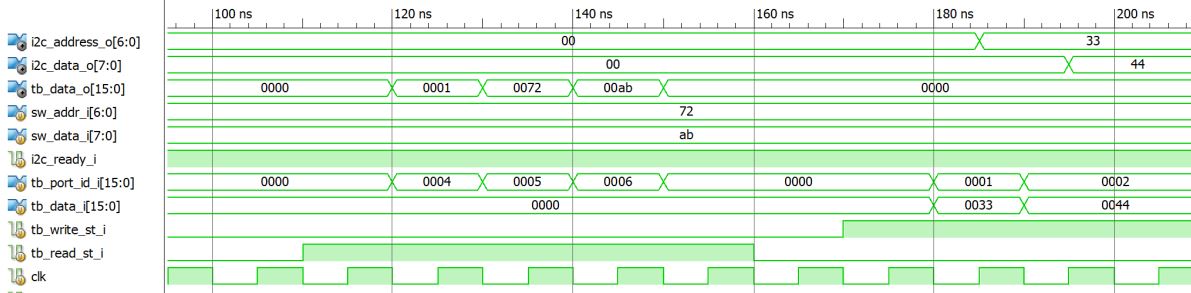 100 ns 120 ns 140 ns 160 ns 180 ns 200 ns
i2c_address_o[6:0] 00 33
i2c_data_o[7:0] 00 44
tb_data_o[15:0] 0000 0001 0072 00ab 0000
sw_addr_i[6:0] 72
sw_data_i[7:0] ab
i2c_ready_i
tb_port_id_i[15:0] 0000 0004 0005 0006 0000 0001 0002
tb_data_i[15:0] 0000 0033 0044
tb_write_st_i
tb_read_st_i
clk